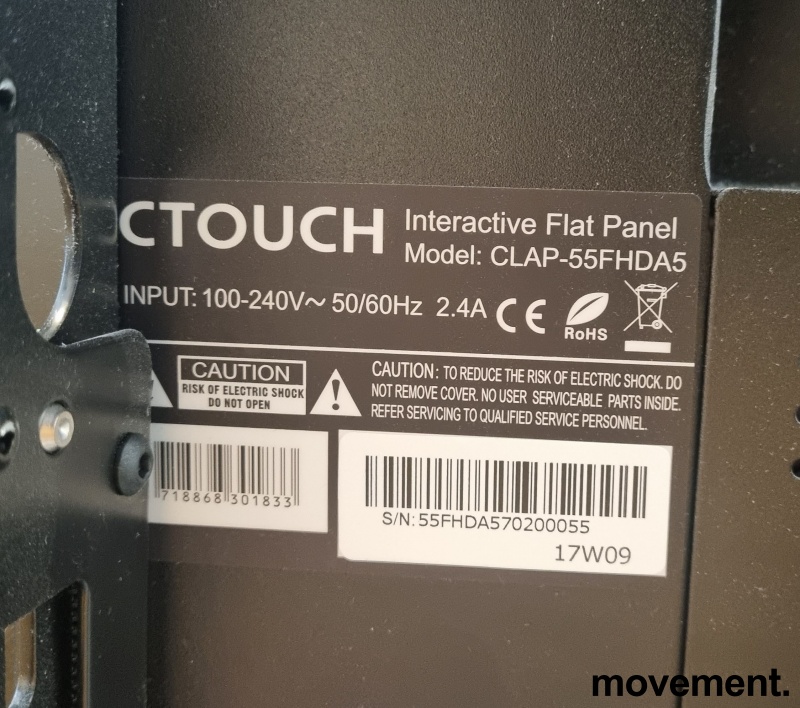 CTOUCH
Interactive Flat Panel
Model: CLAP-55FHDA5
INPUT: 100-240V~ 50/60Hz 2.4A CE
RoHS
CAUTION
RISK OF ELECTRIC SHOCK
DO NOT OPEN
CAUTION: TO REDUCE THE RISK OF ELECTRIC SHOCK. DO
NOT REMOVE COVER. NO USER SERVICEABLE PARTS INSIDE.
REFER SERVICING TO QUALIFIED SERVICE PERSONNEL.
718868 301833
S/N: 55FHDA570200055
17W09
movement.